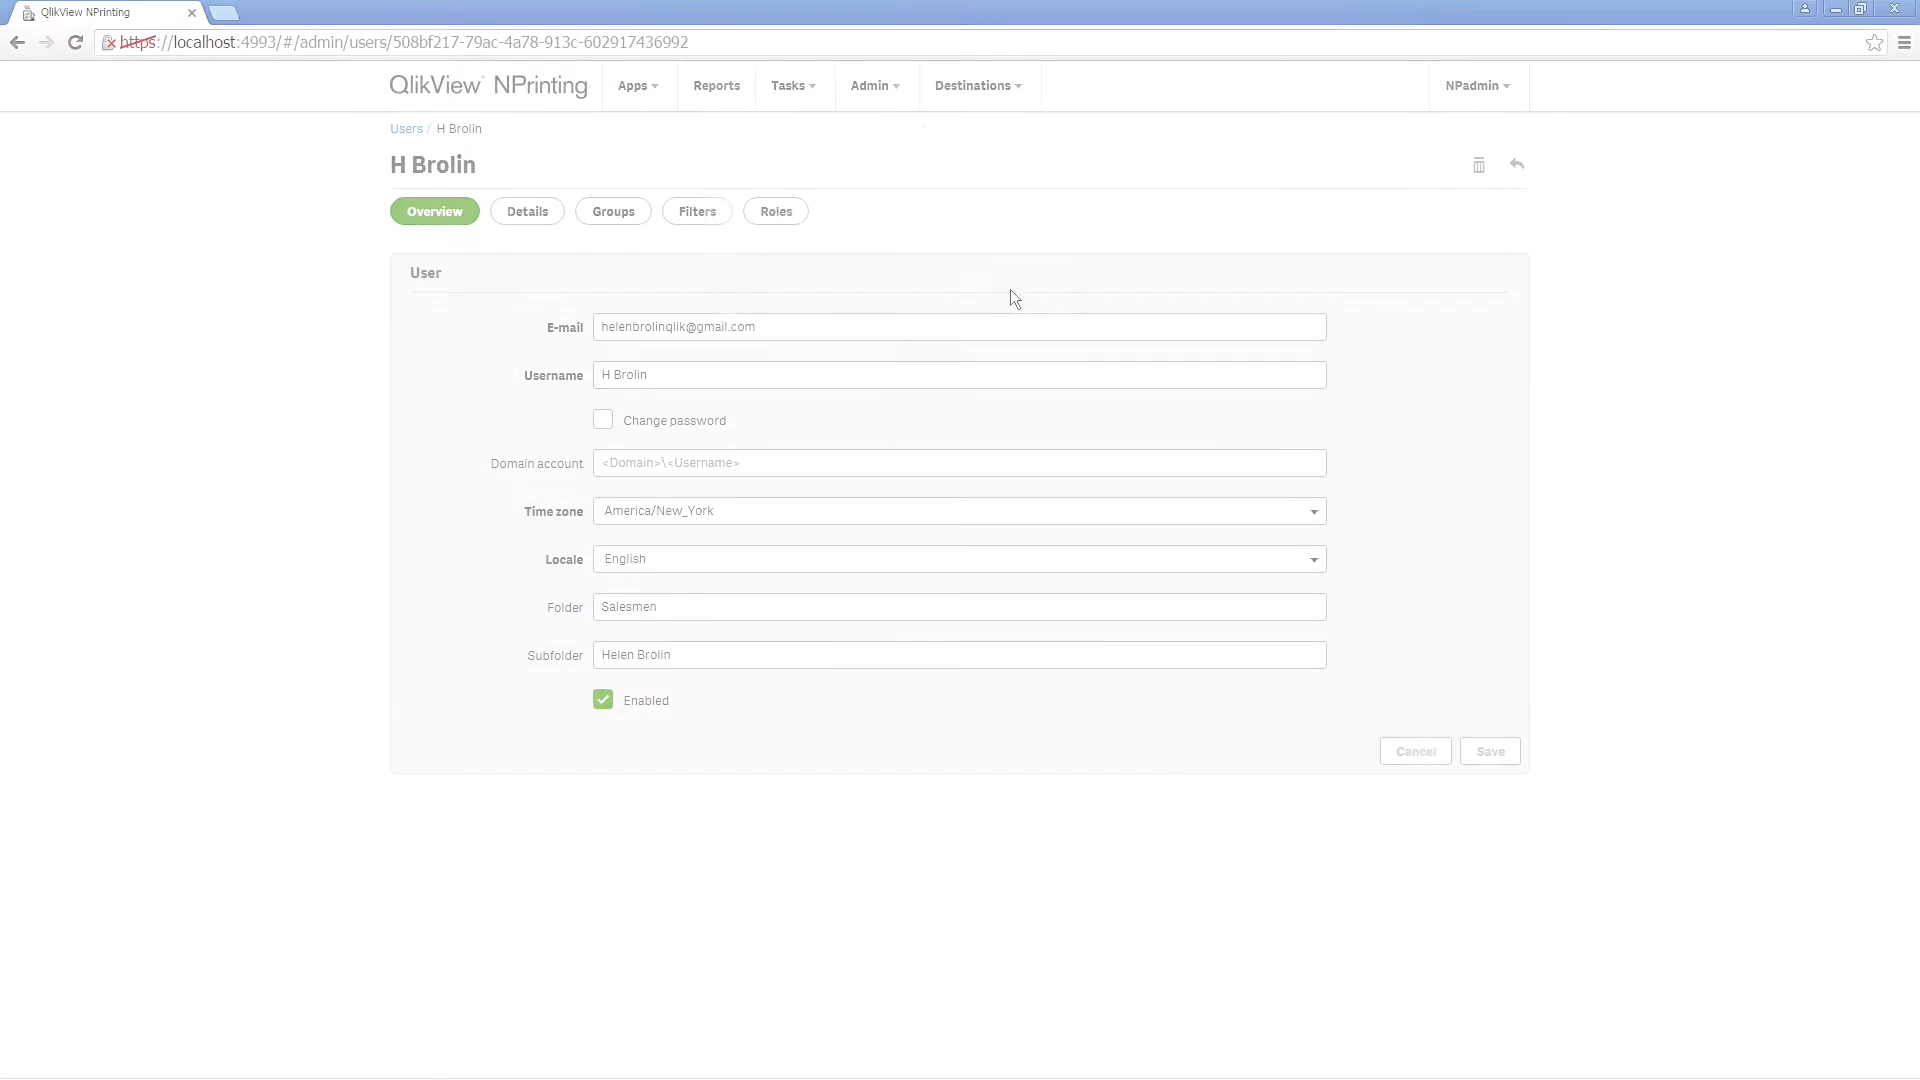 QlikView NPrinting
https://localhost:4993/#/admin/users/508bf217-79ac-4a78-913c-602917436992
QlikView NPrinting Apps Reports Tasks Admin Destinations NPadmin
Users / H Brolin
H Brolin
Overview Details Groups Filters Roles
User
E-mail helenbrolinqlik@gmail.com
Username H Brolin
Change password
Domain account <Domain>\<Username>
Time zone America/New_York
Locale English
Folder Salesmen
Subfolder Helen Brolin
Enabled
Cancel Save